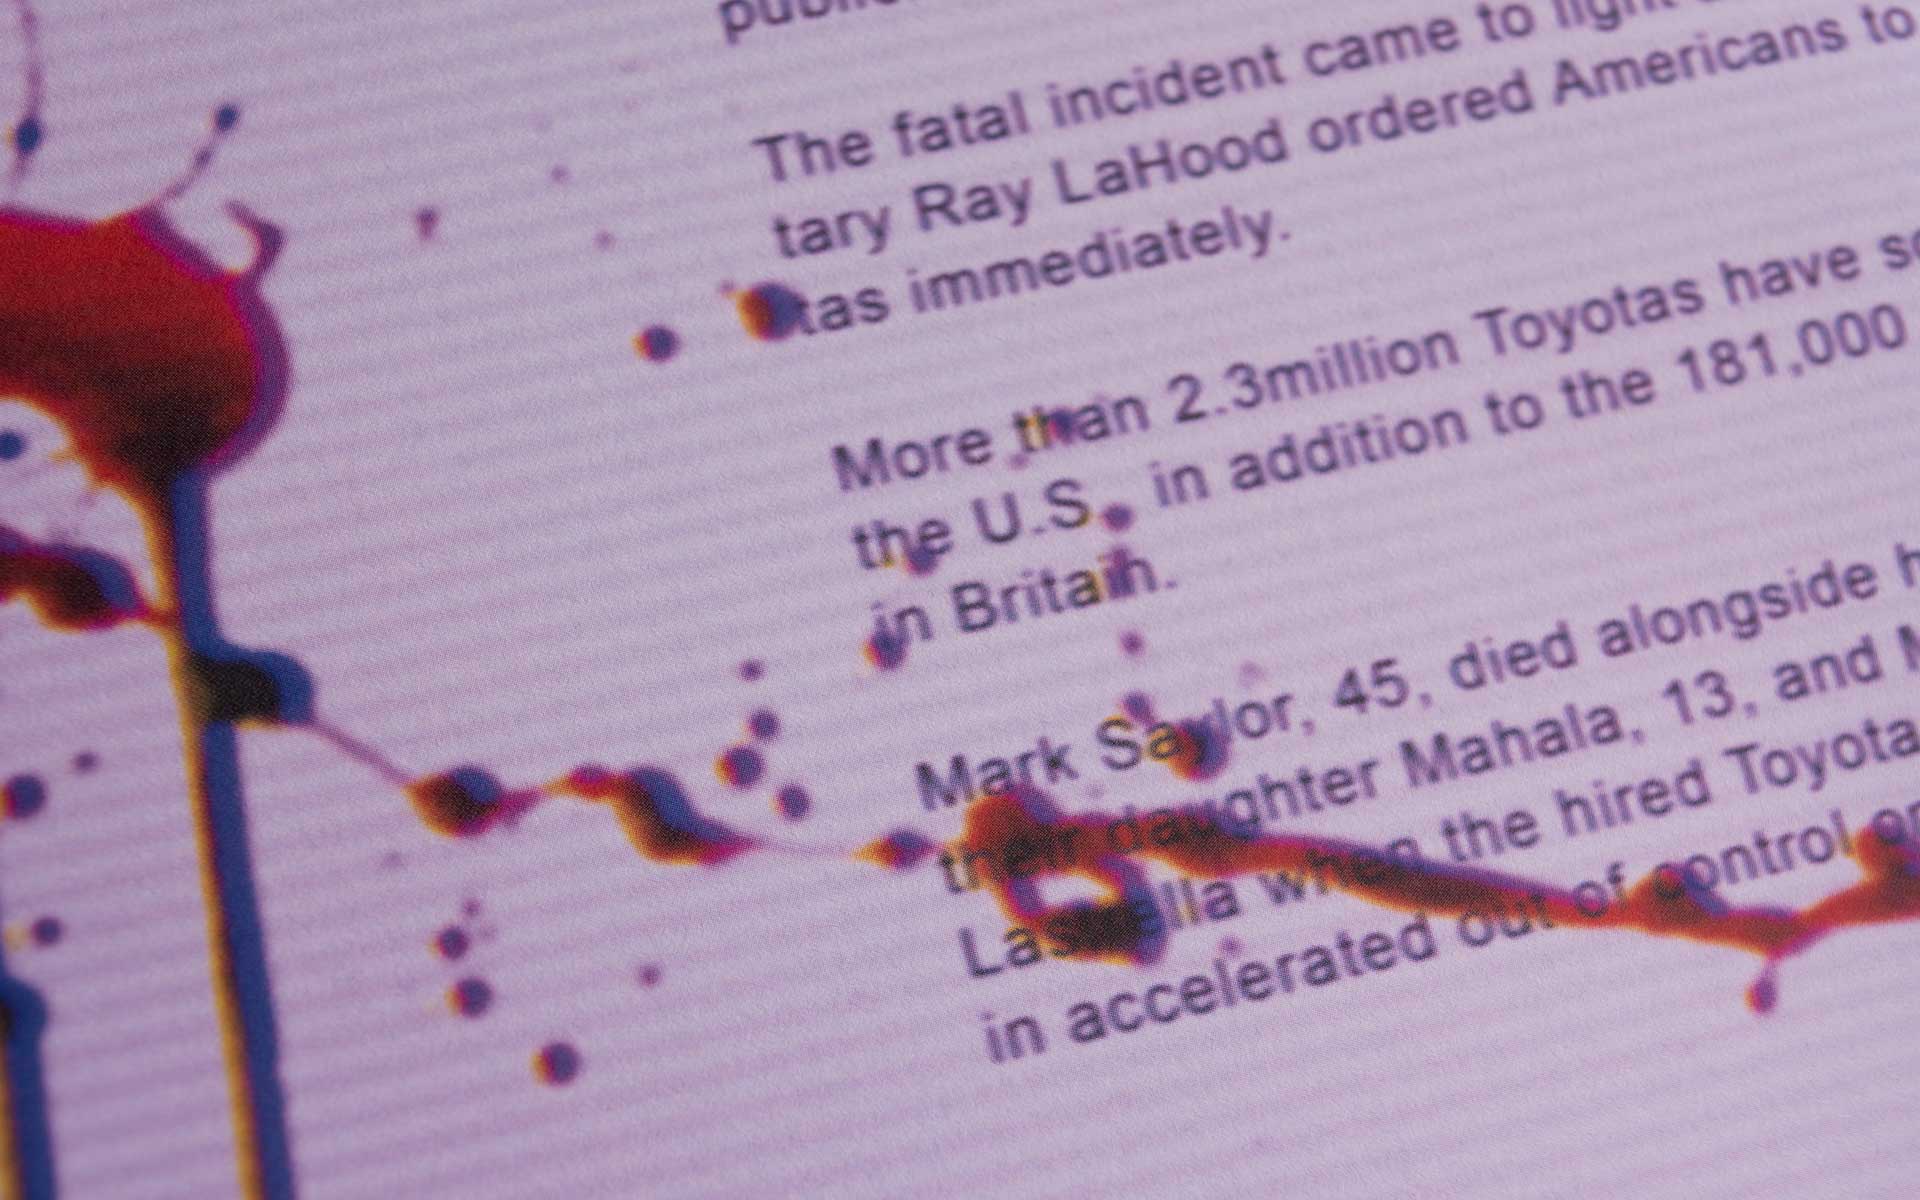 The fatal incident came to
tary Ray LaHood ordered Americans to
tas immediately.
More than 2.3million Toyotas have
the U.S. in addition to the 181,000
in Britain.
Mark Saylor, 45, died alongside
their daughter Mahala, 13, and
Lastrella when the hired Toyota
in accelerated out of control